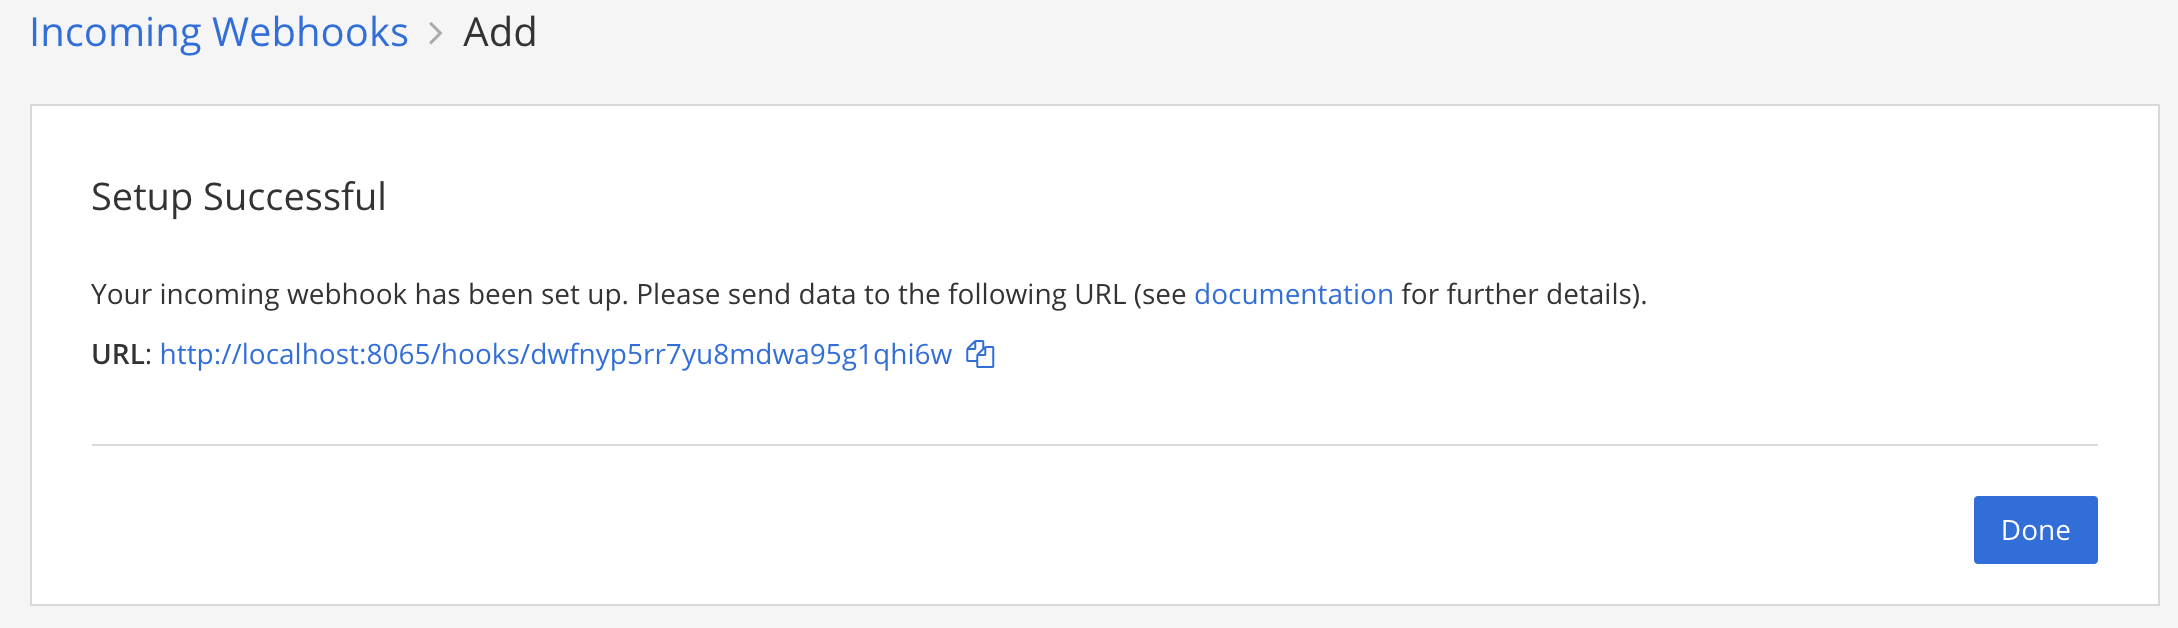 Incoming Webhooks > Add
Setup Successful
Your incoming webhook has been set up. Please send data to the following URL (see documentation for further details).
URL: http://localhost:8065/hooks/dwfnyp5rr7yu8mdwa95g1qhi6w
Done